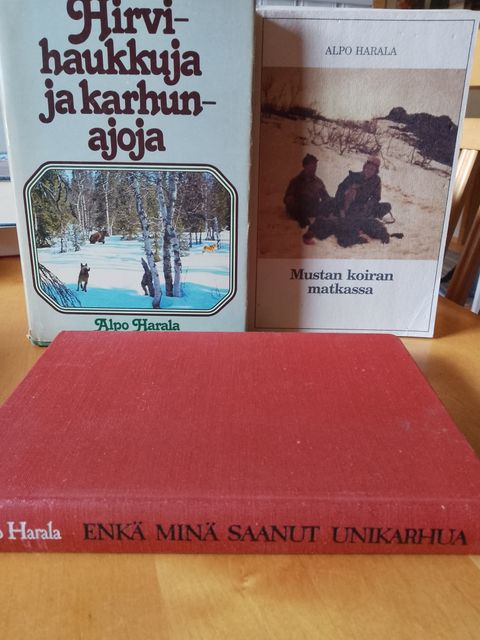 Hirvi-
haukkuja
ja karhun-
ajoja
Alpo Harala
ALPO HARALA
Mustan koiran
matkassa
Harala ENKÄ MINÄ SAANUT UNIKARHUA